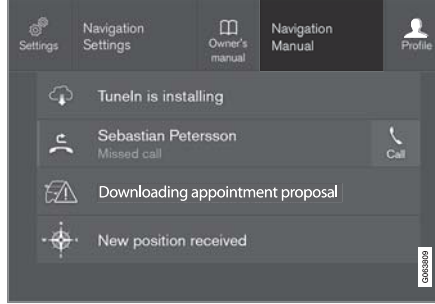 Settings
Navigation
Settings
Owner's
manual
Navigation
Manual
Profile
TuneIn is installing
Sebastian Petersson
Missed call
Call
Downloading appointment proposal
New position received
G063809